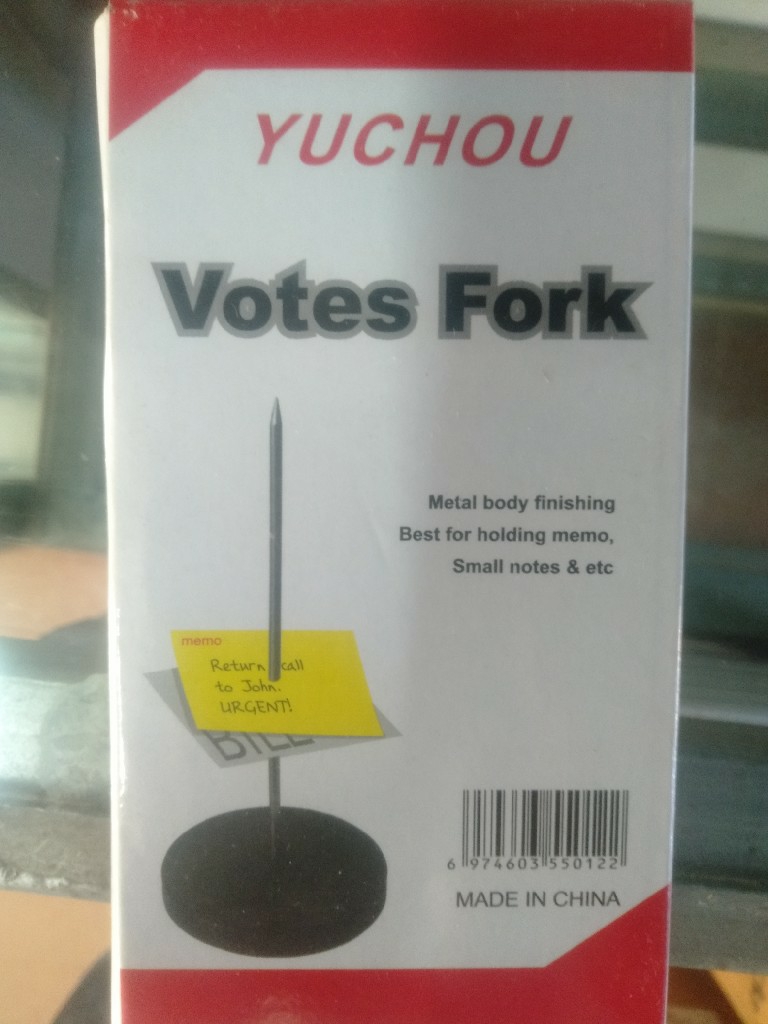 YUCHOU
Votes Fork
Metal body finishing
Best for holding memo,
Small notes & etc
memo
Return call
to John.
URGENT!
BILL
6 974603 550122
MADE IN CHINA